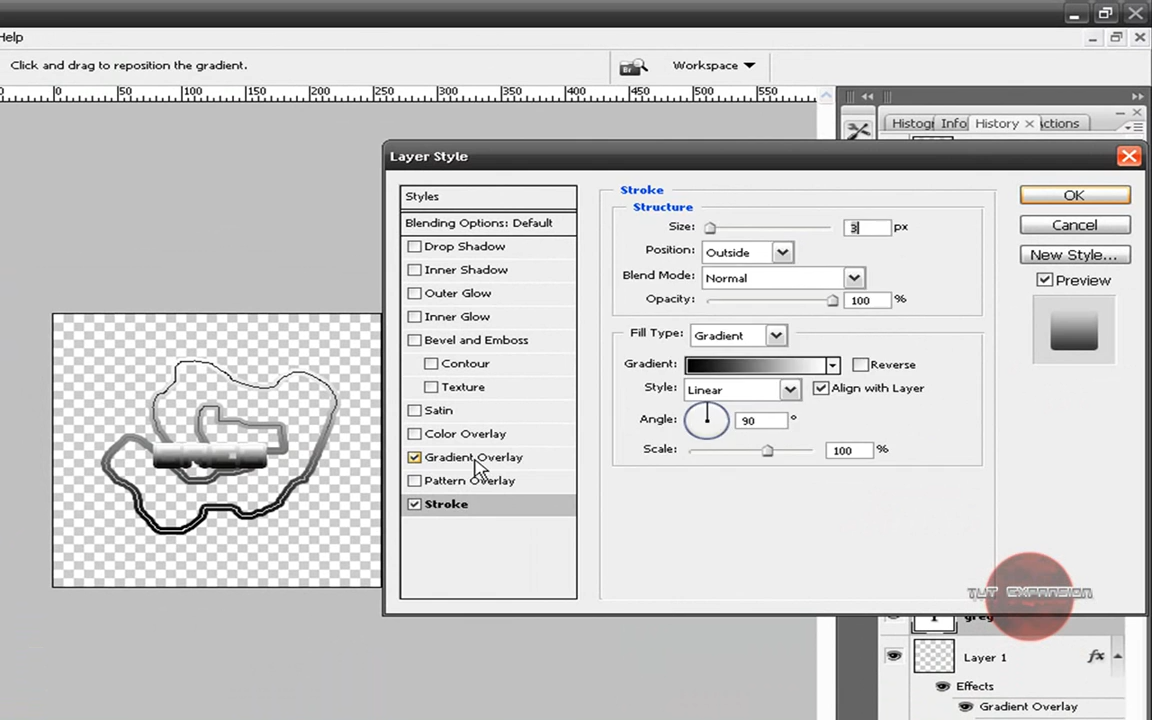 Help
Click and drag to reposition the gradient.
Br
Workspace
0 50 100 150 200 250 300 350 400 450 500 550
Histogr Info History × Actions
Layer Style
Styles
Blending Options: Default
Drop Shadow
Inner Shadow
Outer Glow
Inner Glow
Bevel and Emboss
Contour
Texture
Satin
Color Overlay
Gradient Overlay
Pattern Overlay
Stroke
Stroke
Structure
Size: 3 px
Position: Outside
Blend Mode: Normal
Opacity: 100 %
Fill Type: Gradient
Gradient: Reverse
Style: Linear Align with Layer
Angle: 90 °
Scale: 100 %
OK
Cancel
New Style...
Preview
TUT EXPANSION
T
Layer 1 fx
Effects
Gradient Overlay